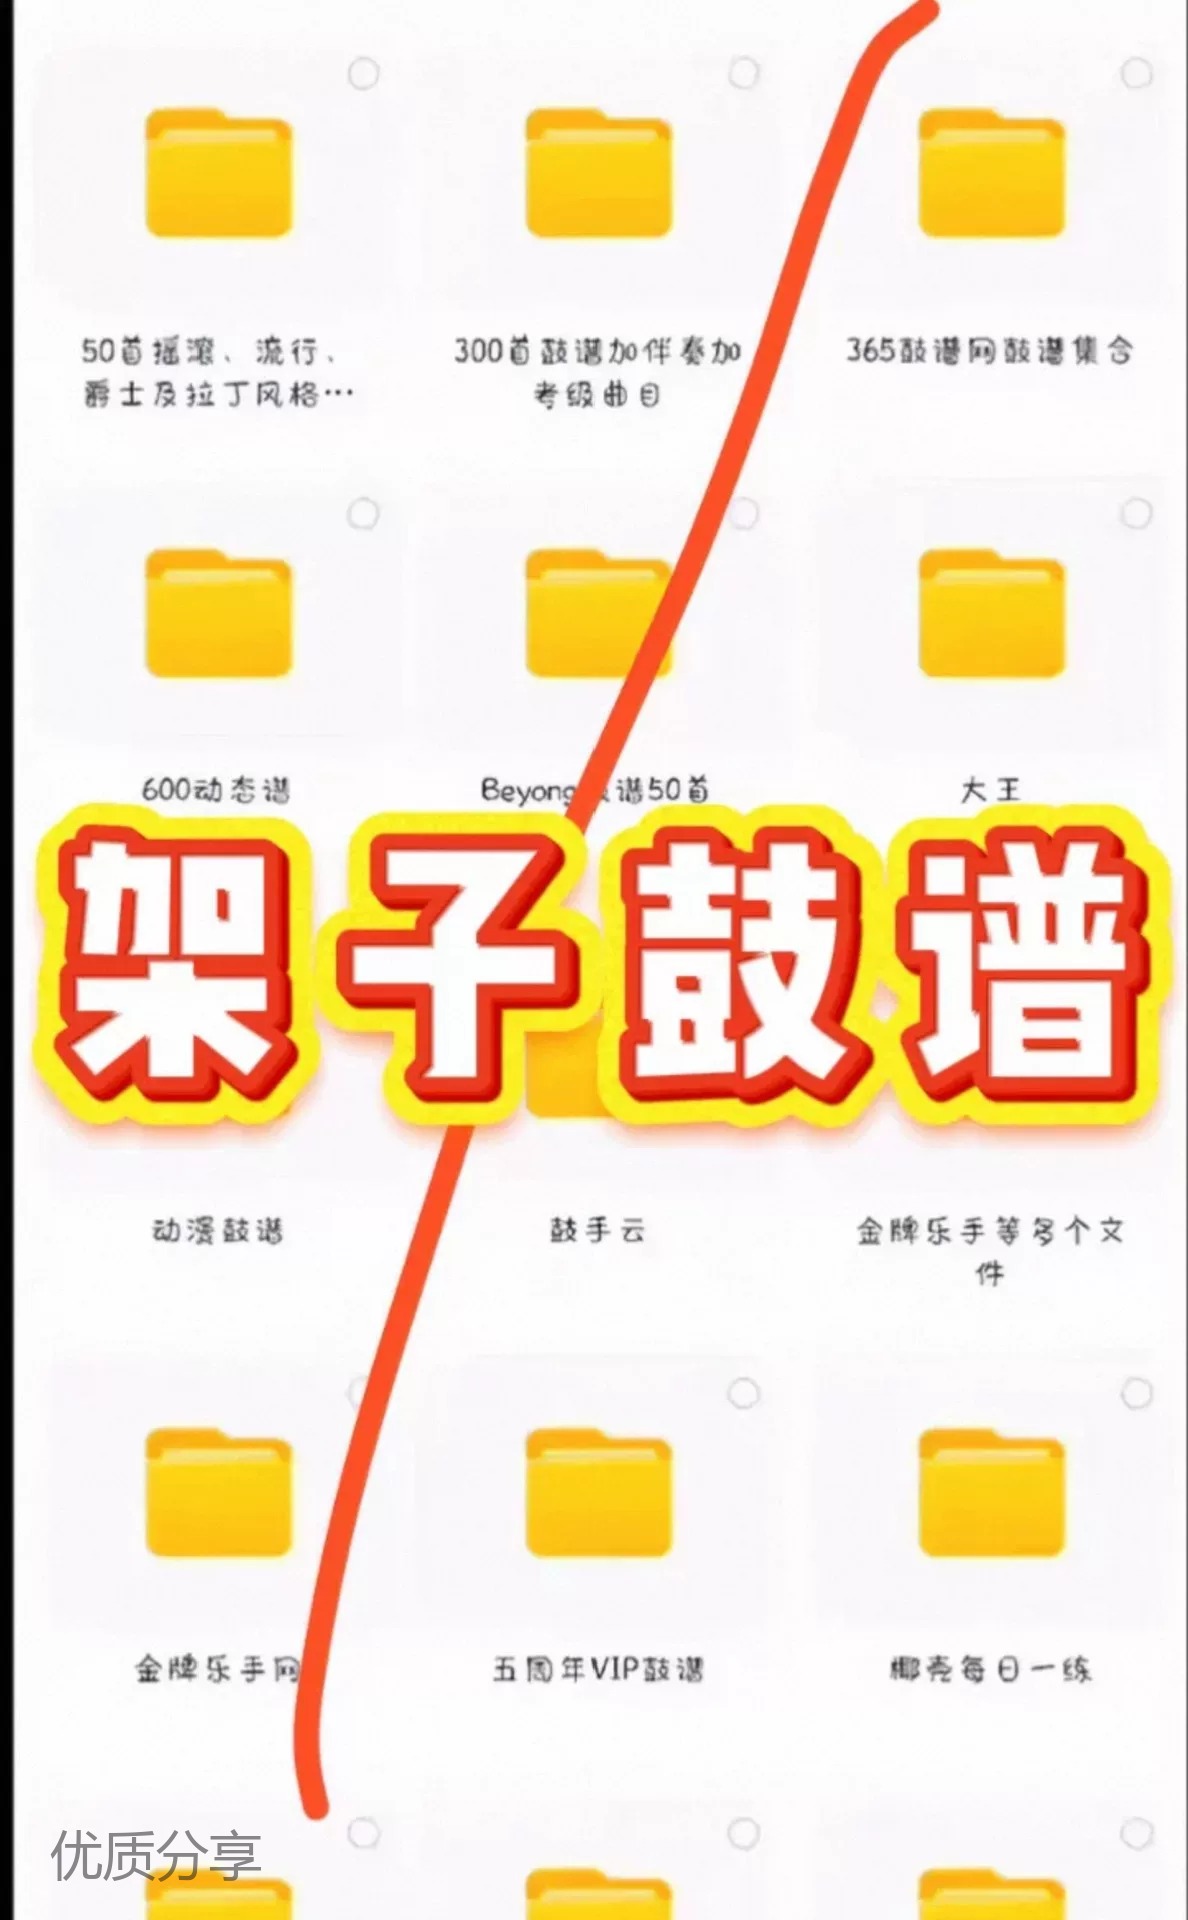 50首摇滚、流行、
爵士及拉丁风格…
300首鼓谱加伴奏加
考级曲目
365鼓谱网鼓谱集合
600动态谱
Beyong 谱50首
大王
架子鼓谱
动漫鼓谱
鼓手云
金牌乐手等多个文
件
金牌乐手网
五周年VIP鼓谱
椰壳每日一练
优质分享